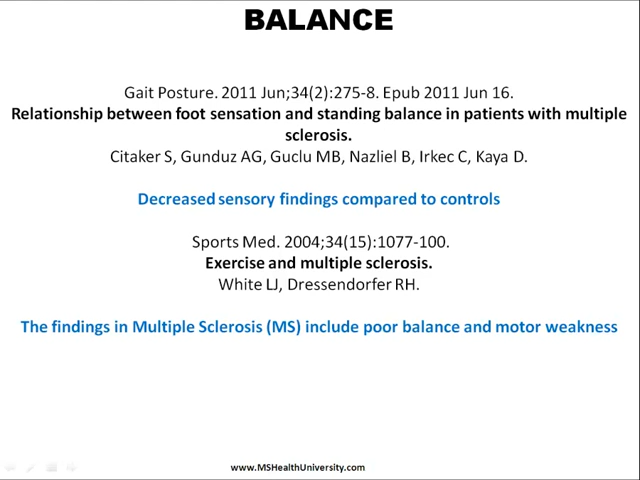 BALANCE
Gait Posture. 2011 Jun;34(2):275-8. Epub 2011 Jun 16.
Relationship between foot sensation and standing balance in patients with multiple
sclerosis.
Citaker S, Gunduz AG, Guclu MB, Nazliel B, Irkec C, Kaya D.
Decreased sensory findings compared to controls
Sports Med. 2004;34(15):1077-100.
Exercise and multiple sclerosis.
White LJ, Dressendorfer RH.
The findings in Multiple Sclerosis (MS) include poor balance and motor weakness
www.MSHealthUniversity.com